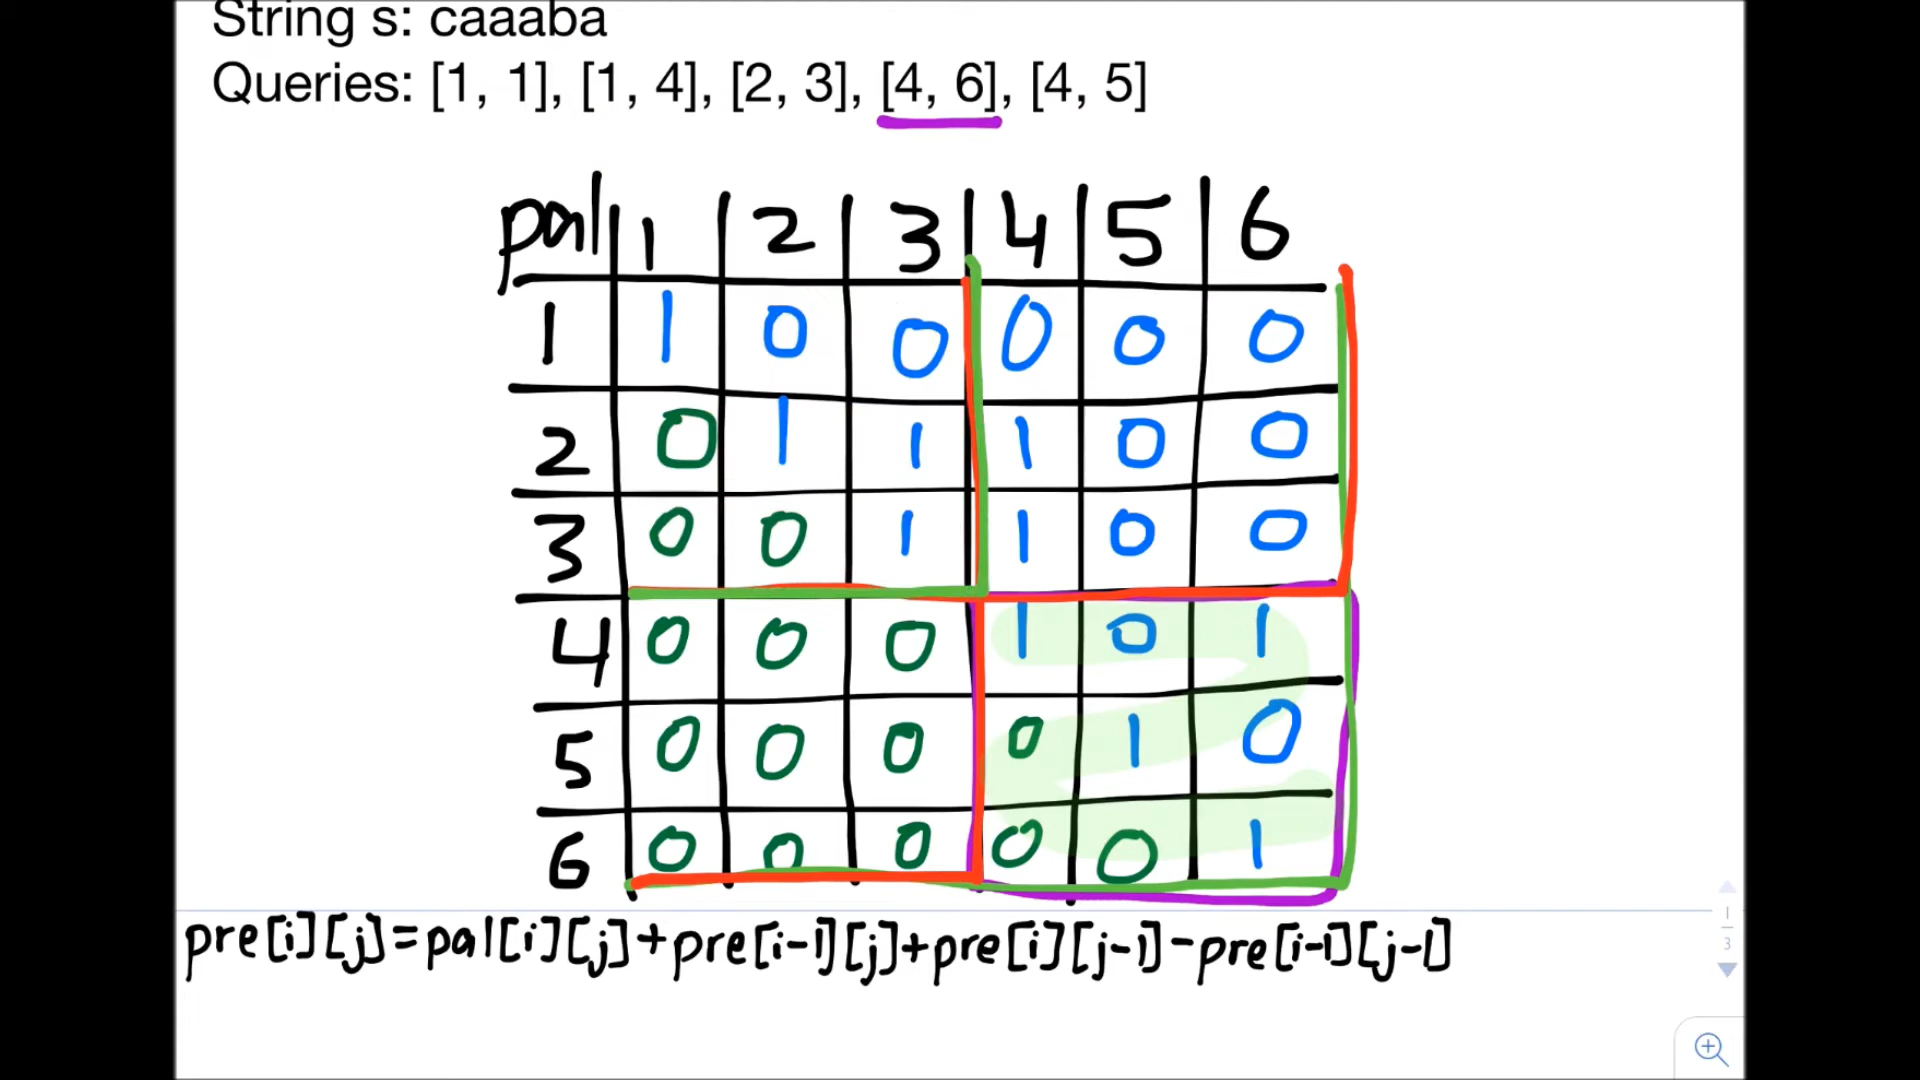 String s: caaaba
Queries: [1, 1], [1, 4], [2, 3], [4, 6], [4, 5]
pal 1 2 3 4 5 6
1 1 0 0 0 0 0
2 0 1 1 1 0 0
3 0 0 1 1 0 0
4 0 0 0 1 0 1
5 0 0 0 0 1 0
6 0 0 0 0 0 1
pre[i][j]=pal[i][j]+pre[i-1][j]+pre[i][j-1]-pre[i-1][j-1]
1
3